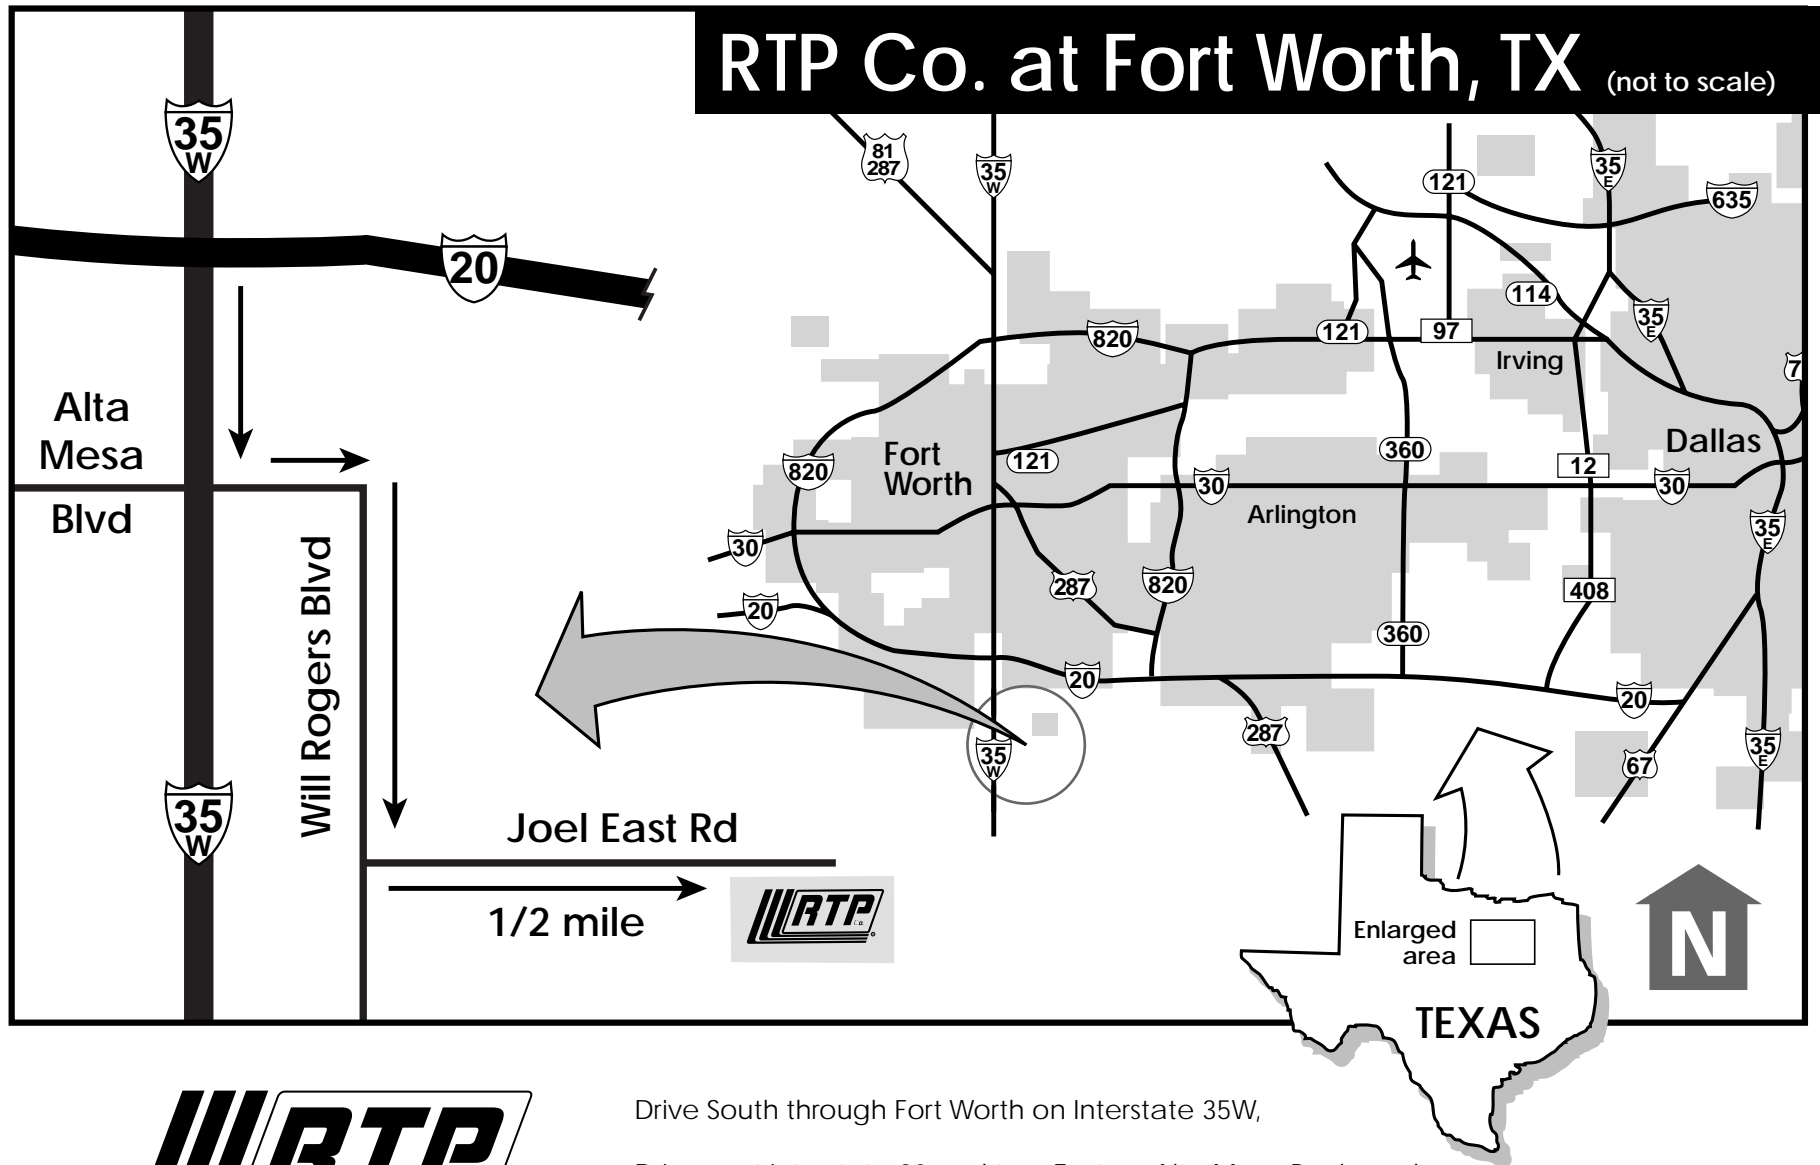 RTP Co. at Fort Worth, TX (not to scale)
35
W
20
Alta
Mesa
Blvd
Will Rogers Blvd
35
W
Joel East Rd
1/2 mile
RTP
Co.
81
287
35
W
121
35
E
635
114
35
E
820
121
97
Irving
7
Dallas
Fort
Worth
121
820
360
12
30
30
Arlington
30
35
E
287
820
408
20
360
20
20
287
35
W
67
35
E
Enlarged
area
TEXAS
N
RTP
Drive South through Fort Worth on Interstate 35W,